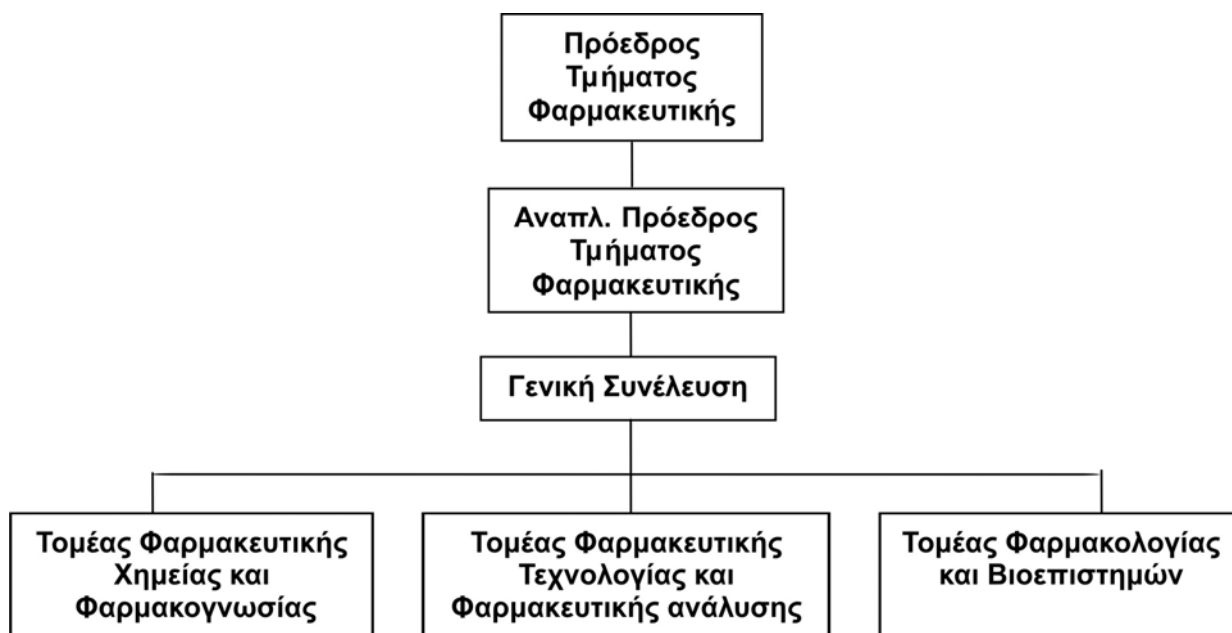 Πρόεδρος
Τμήματος
Φαρμακευτικής
Αναπλ. Πρόεδρος
Τμήματος
Φαρμακευτικής
Γενική Συνέλευση
Τομέας Φαρμακευτικής
Χημείας και
Φαρμακογνωσίας
Τομέας Φαρμακευτικής
Τεχνολογίας και
Φαρμακευτικής ανάλυσης
Τομέας Φαρμακολογίας
και Βιοεπιστημών